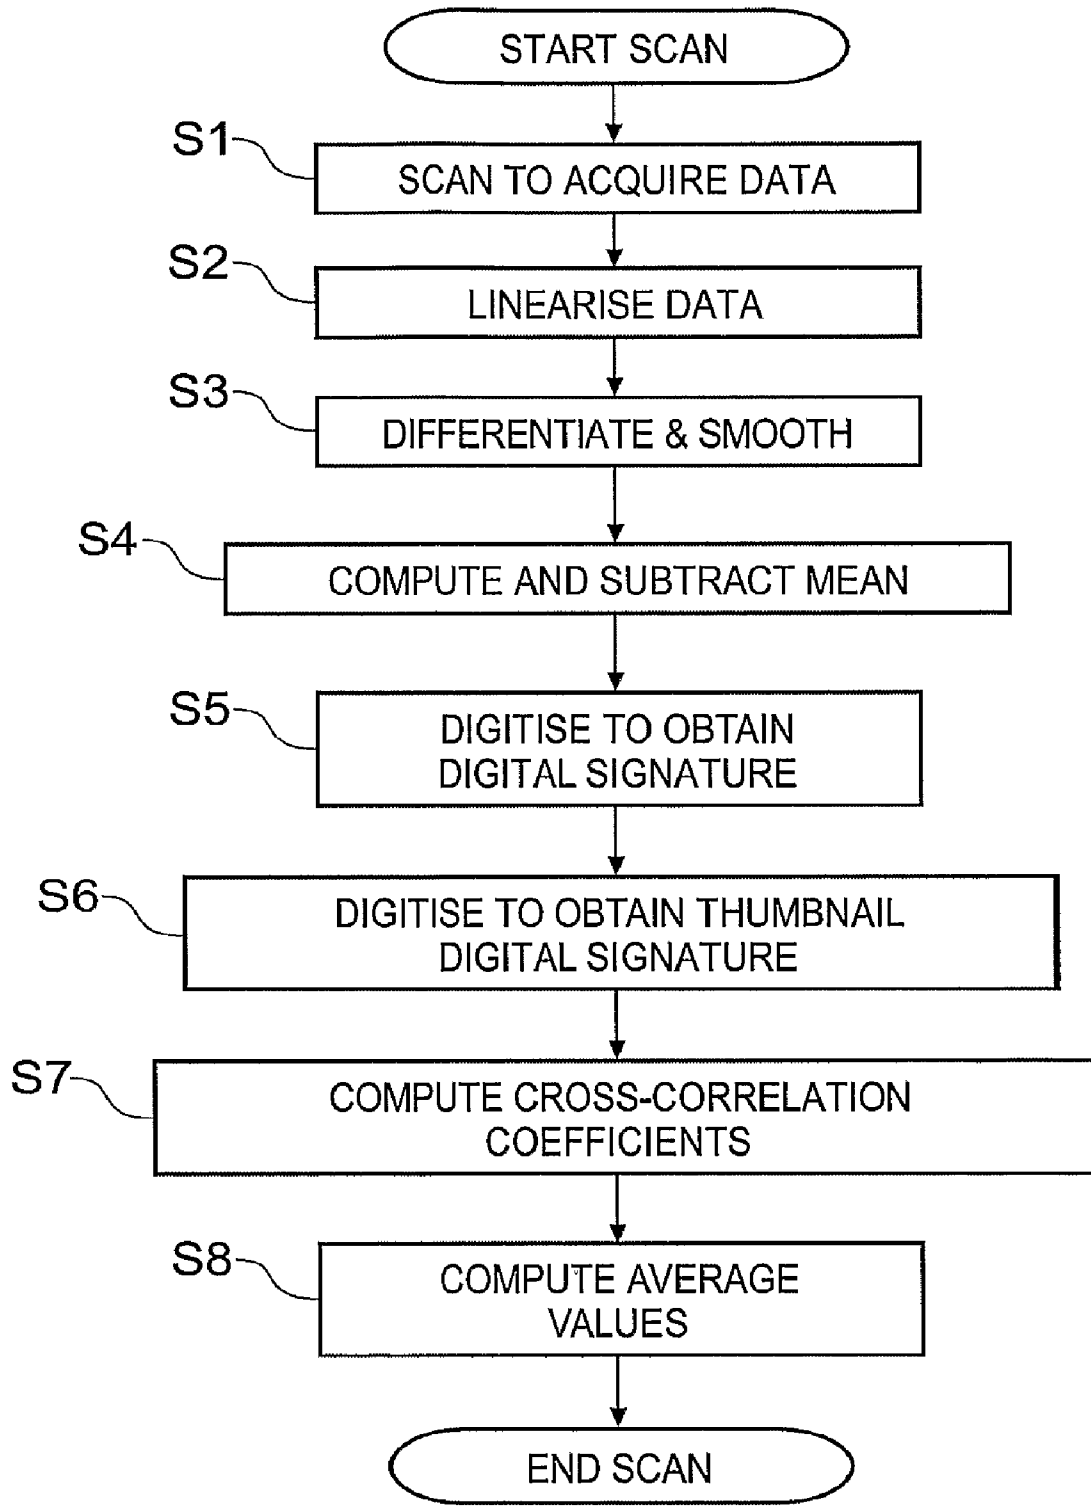 START SCAN
S1
SCAN TO ACQUIRE DATA
S2
LINEARISE DATA
S3
DIFFERENTIATE & SMOOTH
S4
COMPUTE AND SUBTRACT MEAN
S5
DIGITISE TO OBTAIN
DIGITAL SIGNATURE
S6
DIGITISE TO OBTAIN THUMBNAIL
DIGITAL SIGNATURE
S7
COMPUTE CROSS-CORRELATION
COEFFICIENTS
S8
COMPUTE AVERAGE
VALUES
END SCAN